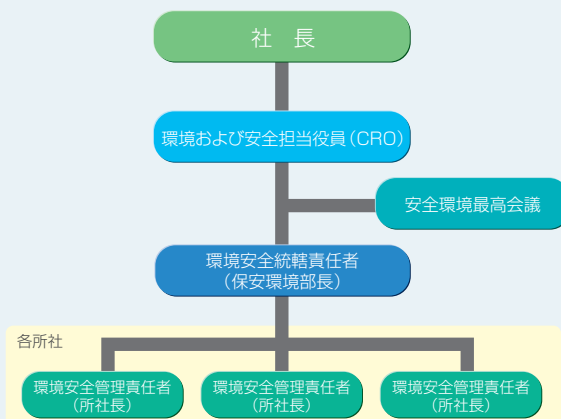 社 長
環境および安全担当役員（CRO）
安全環境最高会議
環境安全統轄責任者
（保安環境部長）
各所社
環境安全管理責任者
（所社長）
環境安全管理責任者
（所社長）
環境安全管理責任者
（所社長）